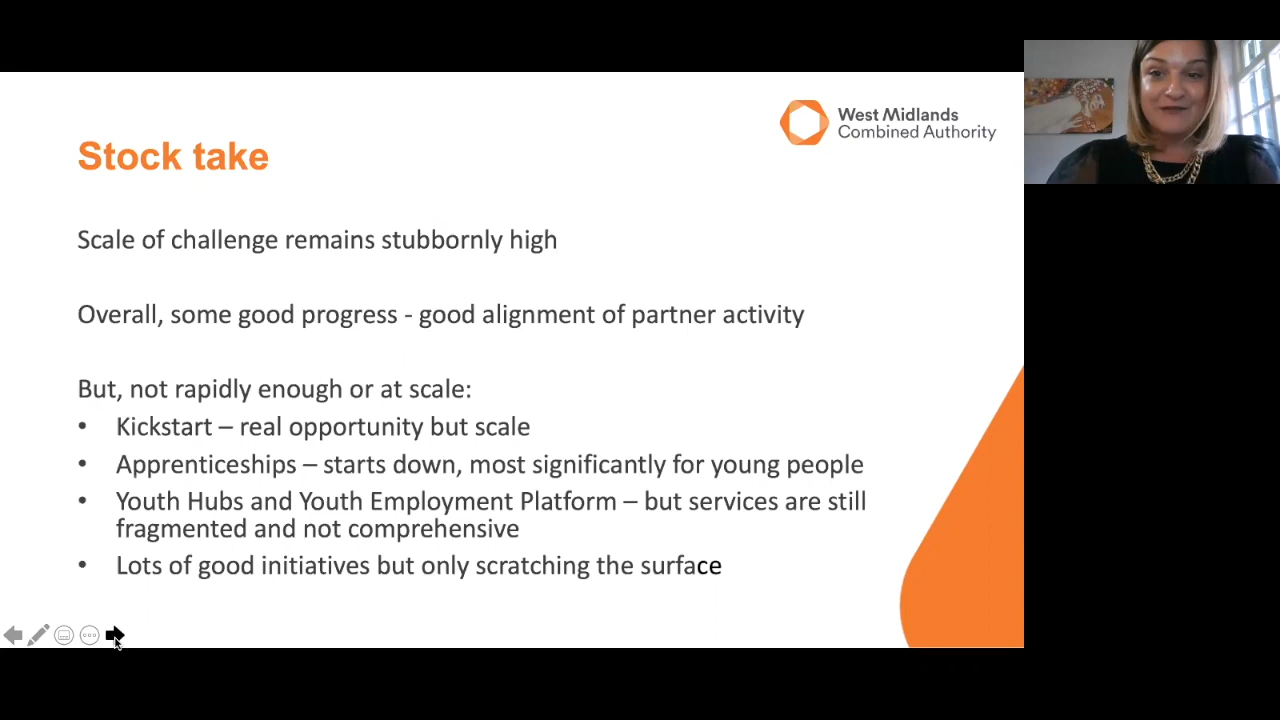 West Midlands
Combined Authority
Stock take
Scale of challenge remains stubbornly high
Overall, some good progress - good alignment of partner activity
But, not rapidly enough or at scale:
• Kickstart – real opportunity but scale
• Apprenticeships – starts down, most significantly for young people
• Youth Hubs and Youth Employment Platform – but services are still
fragmented and not comprehensive
• Lots of good initiatives but only scratching the surface